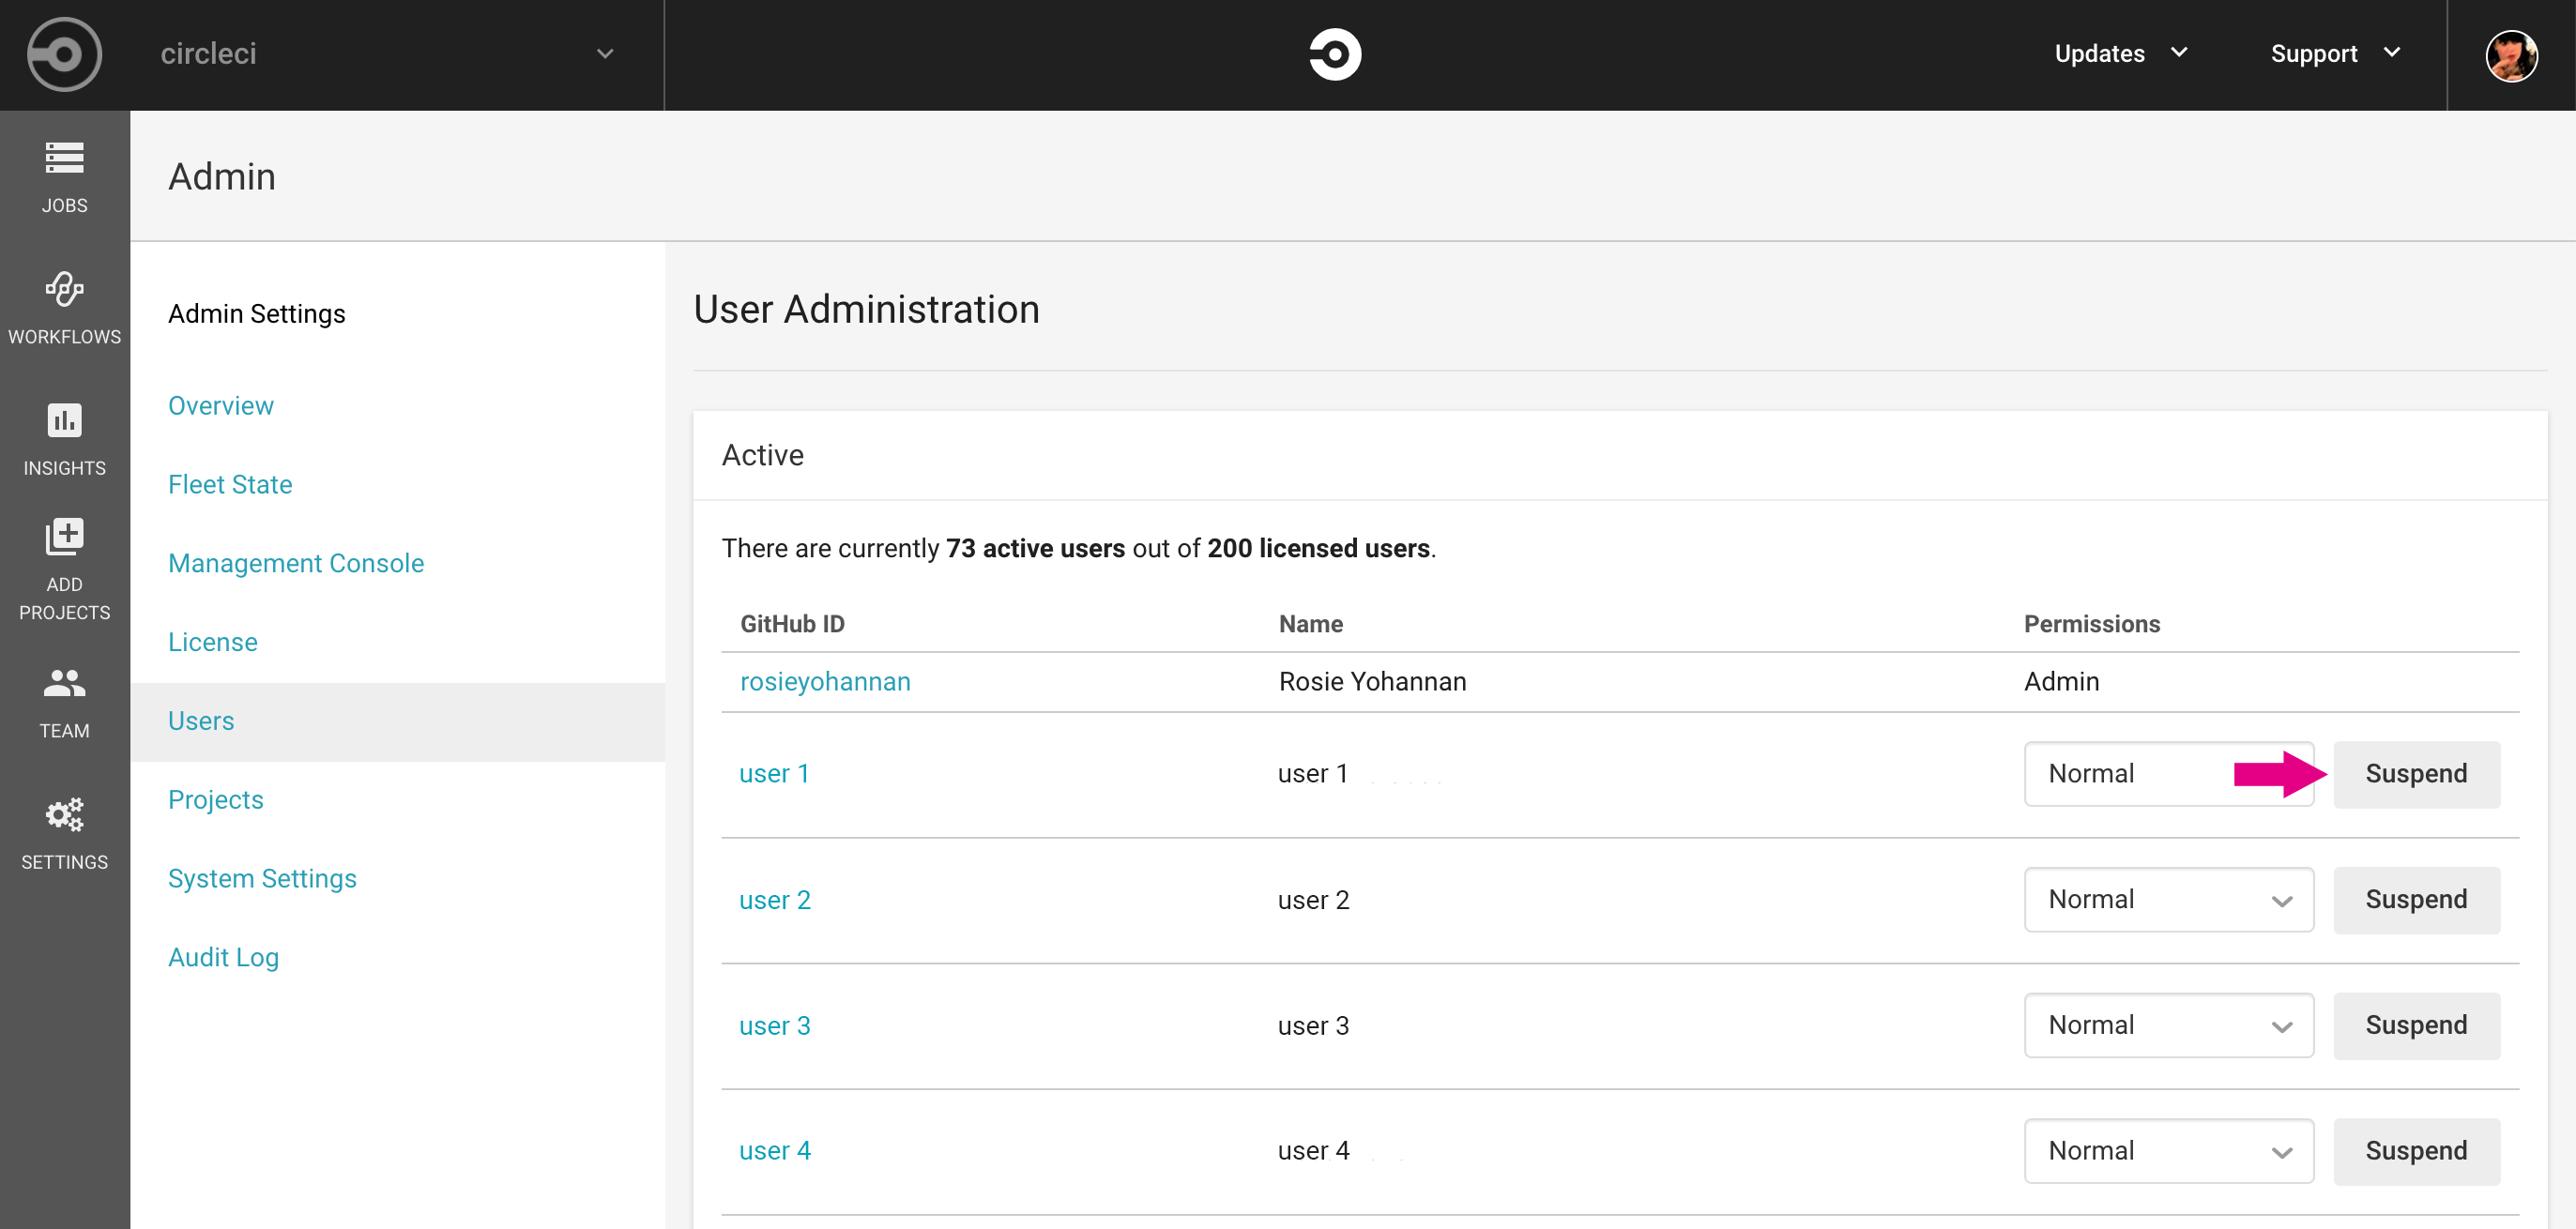 circleci
Updates
Support
JOBS
WORKFLOWS
INSIGHTS
ADD
PROJECTS
TEAM
SETTINGS
Admin
Admin Settings
Overview
Fleet State
Management Console
License
Users
Projects
System Settings
Audit Log
User Administration
Active
There are currently 73 active users out of 200 licensed users.
GitHub ID Name Permissions
rosieyohannan Rosie Yohannan Admin
user 1 user 1 Normal Suspend
user 2 user 2 Normal Suspend
user 3 user 3 Normal Suspend
user 4 user 4 Normal Suspend